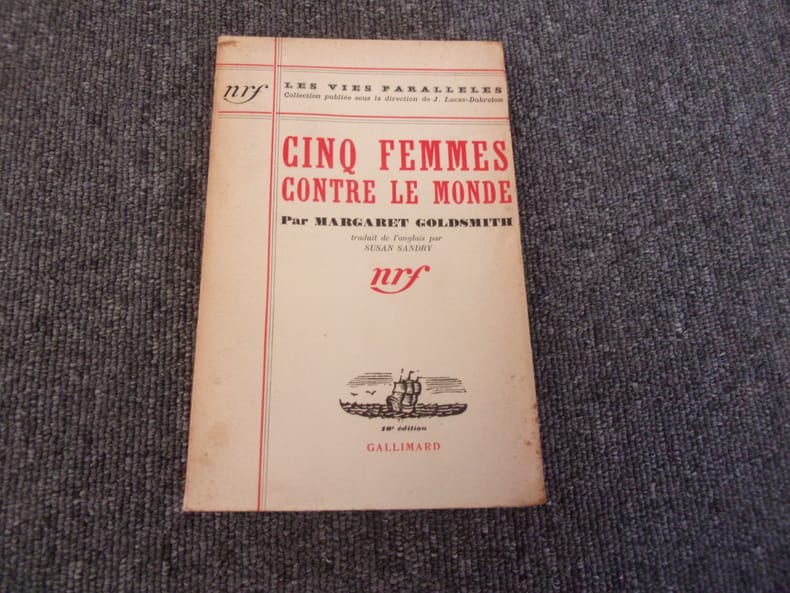 nrf
LES VIES PARALLELES
Collection publiée sous la direction de J. Lucas-Dubreton
CINQ FEMMES
CONTRE LE MONDE
Par MARGARET GOLDSMITH
traduit de l'anglais par
SUSAN SANDRY
nrf
10e édition
GALLIMARD